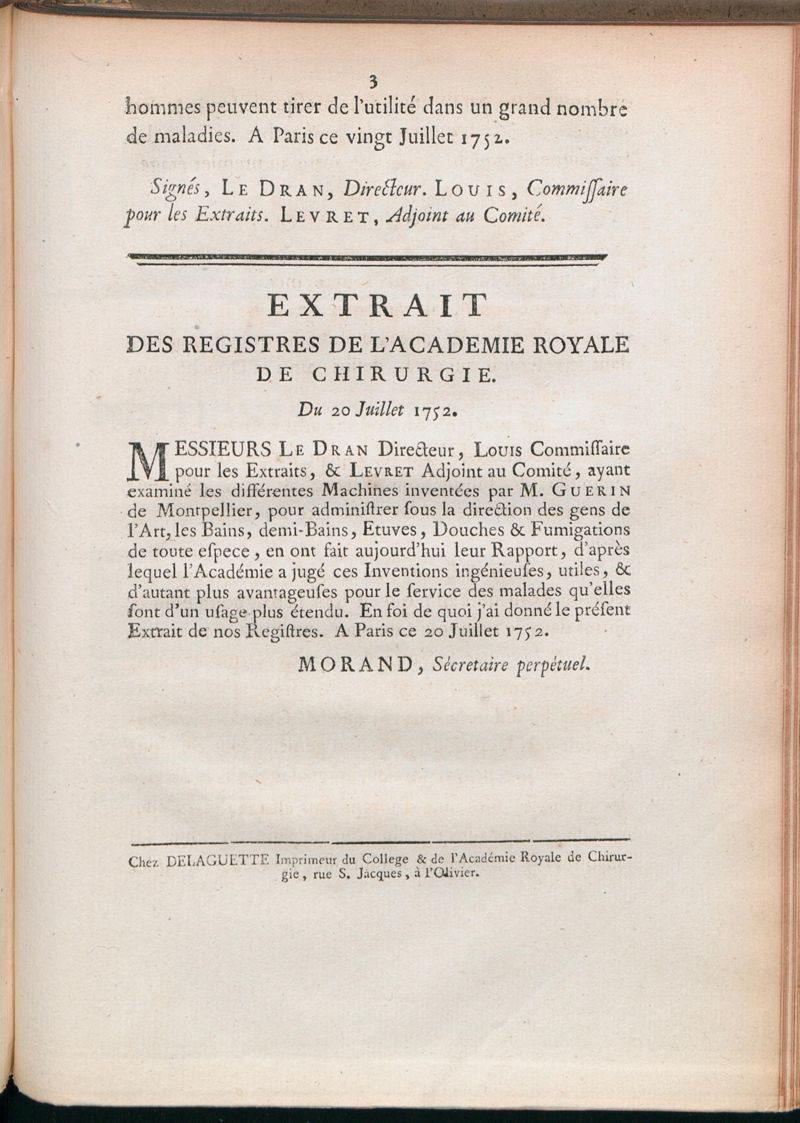 3
hommes peuvent tirer de l'utilité dans un grand nombre
de maladies. A Paris ce vingt Juillet 1752.
Signés, LE DRAN, Directeur. LOUIS, Commiſſaire
pour les Extraits. LEVRET, Adjoint au Comité.
EXTRAIT
DES REGISTRES DE L'ACADEMIE ROYALE
DE CHIRURGIE.
Du 20 Juillet 1752.
MESSIEURS LE DRAN Directeur, LOUIS Commiſſaire
pour les Extraits, & LEVRET Adjoint au Comité, ayant
examiné les différentes Machines inventées par M. GUERIN
de Montpellier, pour adminiſtrer ſous la direction des gens de
l'Art, les Bains, demi-Bains, Etuves, Douches & Fumigations
de toute eſpece, en ont fait aujourd'hui leur Rapport, d'après
lequel l'Académie a jugé ces Inventions ingénieuſes, utiles, &
d'autant plus avantageuſes pour le ſervice des malades qu'elles
ſont d'un uſage plus étendu. En foi de quoi j'ai donné le préſent
Extrait de nos Regiſtres. A Paris ce 20 Juillet 1752.
MORAND, Sécretaire perpétuel.
Chéz DELAGUETTE Imprimeur du College & de l'Académie Royale de Chirur-
gie, rue S. Jacques, à l'Olivier.